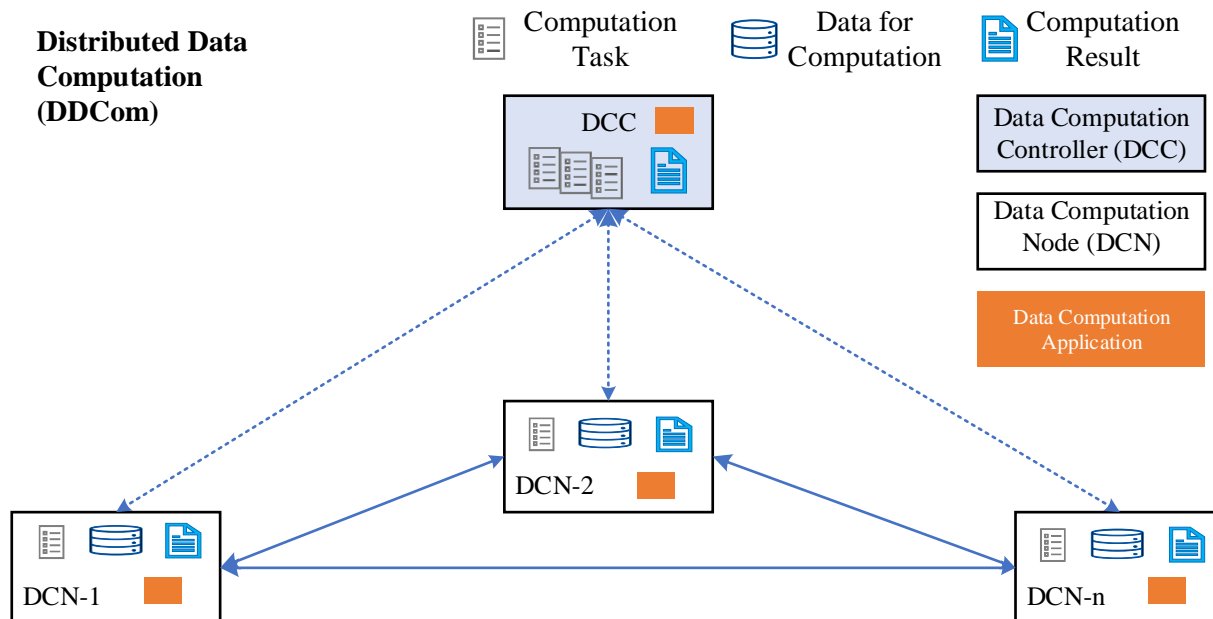 Distributed Data
Computation
(DDCom)
Computation
Task
Data for
Computation
Computation
Result
DCC
Data Computation
Controller (DCC)
Data Computation
Node (DCN)
Data Computation
Application
DCN-2
DCN-1
DCN-n